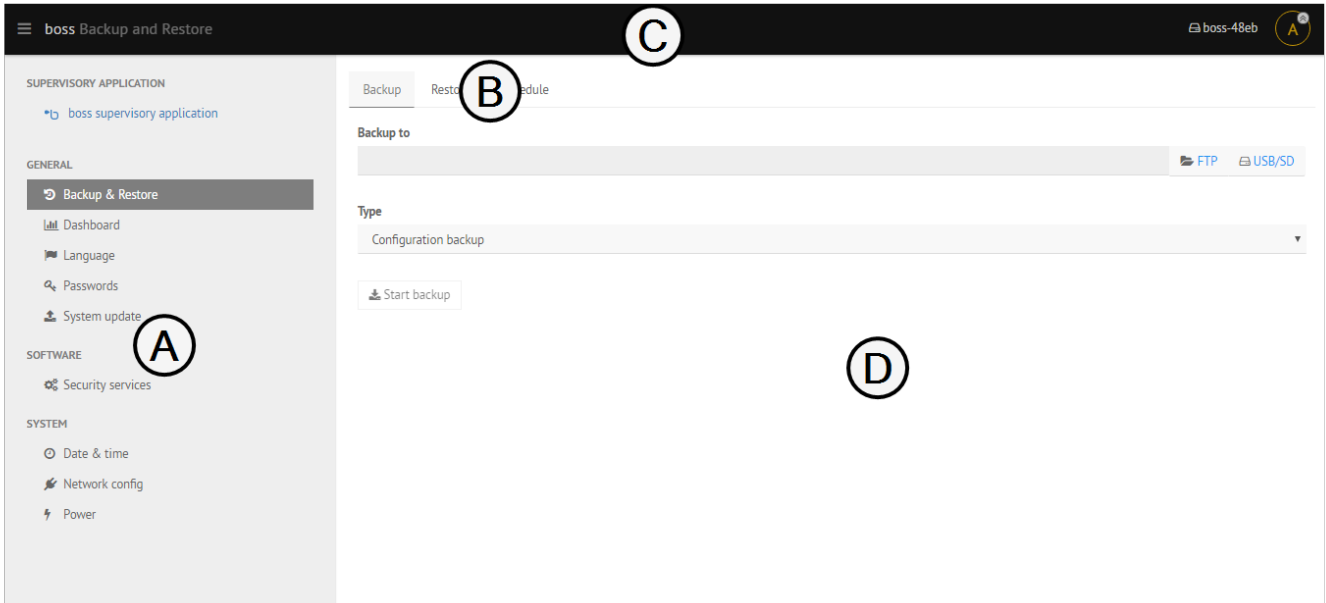 boss Backup and Restore
C
boss-48eb
A
SUPERVISORY APPLICATION
boss supervisory application
GENERAL
Backup & Restore
Dashboard
Language
Passwords
System update
A
SOFTWARE
Security services
SYSTEM
Date & time
Network config
Power
Backup
B
Backup to
FTP
USB/SD
Type
Configuration backup
Start backup
D